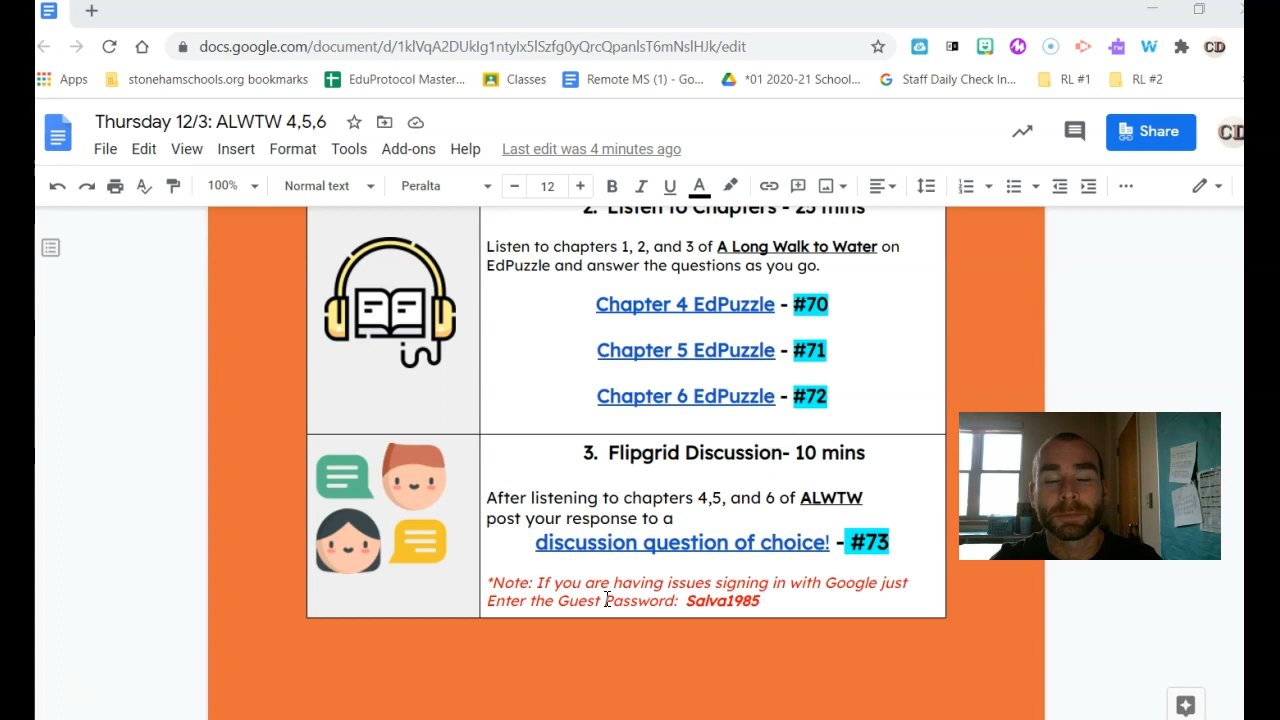 docs.google.com/document/d/1klVqA2DUkIg1ntyIx5lSzfg0yQrcQpanlsT6mNslHJk/edit
CD
Apps
stonehamschools.org bookmarks
EduProtocol Master...
Classes
Remote MS (1) - Go...
*01 2020-21 School...
Staff Daily Check In...
RL #1
RL #2
Thursday 12/3: ALWTW 4,5,6
Share
CD
File Edit View Insert Format Tools Add-ons Help Last edit was 4 minutes ago
100% Normal text Peralta 12 B I U A
2. Listen to Chapters - 25 mins
Listen to chapters 1, 2, and 3 of A Long Walk to Water on
EdPuzzle and answer the questions as you go.
Chapter 4 EdPuzzle - #70
Chapter 5 EdPuzzle - #71
Chapter 6 EdPuzzle - #72
3. Flipgrid Discussion- 10 mins
After listening to chapters 4,5, and 6 of ALWTW
post your response to a
discussion question of choice! - #73
*Note: If you are having issues signing in with Google just
Enter the Guest Password: Salva1985